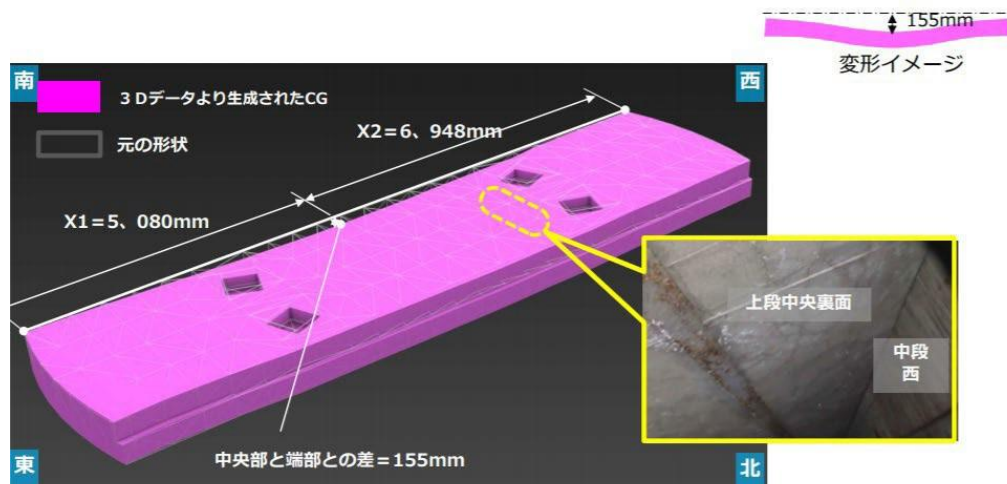 155mm
変形イメージ
南
西
3Dデータより生成されたCG
元の形状
X2=6、948mm
X1=5、080mm
上段中央裏面
中段
西
中央部と端部との差=155mm
東
北